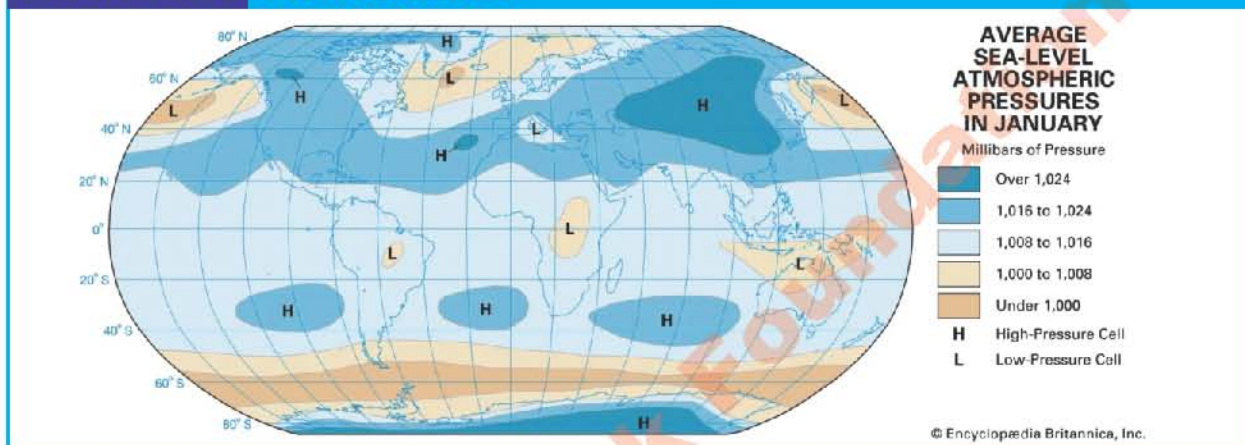 AVERAGE
SEA-LEVEL
ATMOSPHERIC
PRESSURES
IN JANUARY
Millibars of Pressure
Over 1,024
1,016 to 1,024
1,008 to 1,016
1,000 to 1,008
Under 1,000
H High-Pressure Cell
L Low-Pressure Cell
© Encyclopædia Britannica, Inc.
80° N
60° N
40° N
20° N
0°
20° S
40° S
60° S
80° S
H
L
H
L
H
L
L
H
H
L
L
L
H
H
H
H
k Foundation